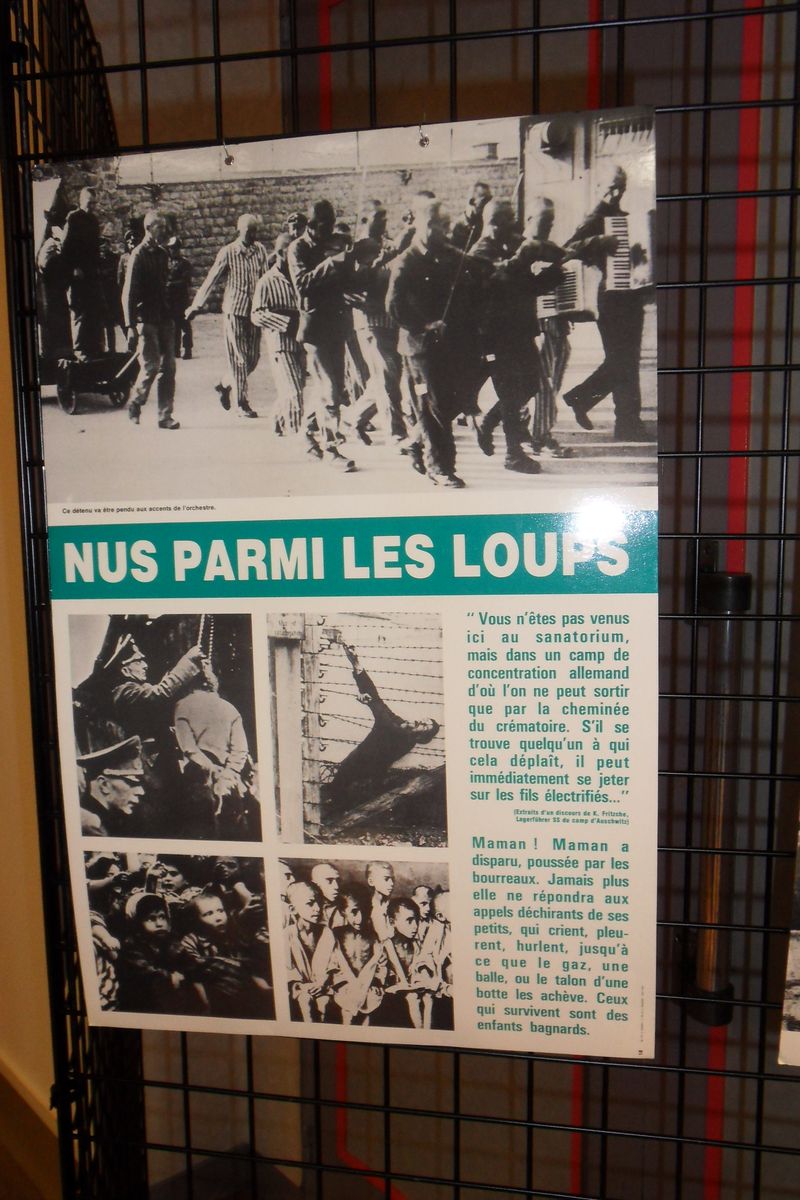 Ce détenu va être pendu aux accents de l'orchestre.
NUS PARMI LES LOUPS
" Vous n'êtes pas venus
ici au sanatorium,
mais dans un camp de
concentration allemand
d'où l'on ne peut sortir
que par la cheminée
du crématoire. S'il se
trouve quelqu'un à qui
cela déplaît, il peut
immédiatement se jeter
sur les fils électrifiés..."
(Extraits d'un discours de K. Fritzche,
Lagerführer SS du camp d'Auschwitz)
Maman ! Maman a
disparu, poussée par les
bourreaux. Jamais plus
elle ne répondra aux
appels déchirants de ses
petits, qui crient, pleu-
rent, hurlent, jusqu'à
ce que le gaz, une
balle, ou le talon d'une
botte les achève. Ceux
qui survivent sont des
enfants bagnards.